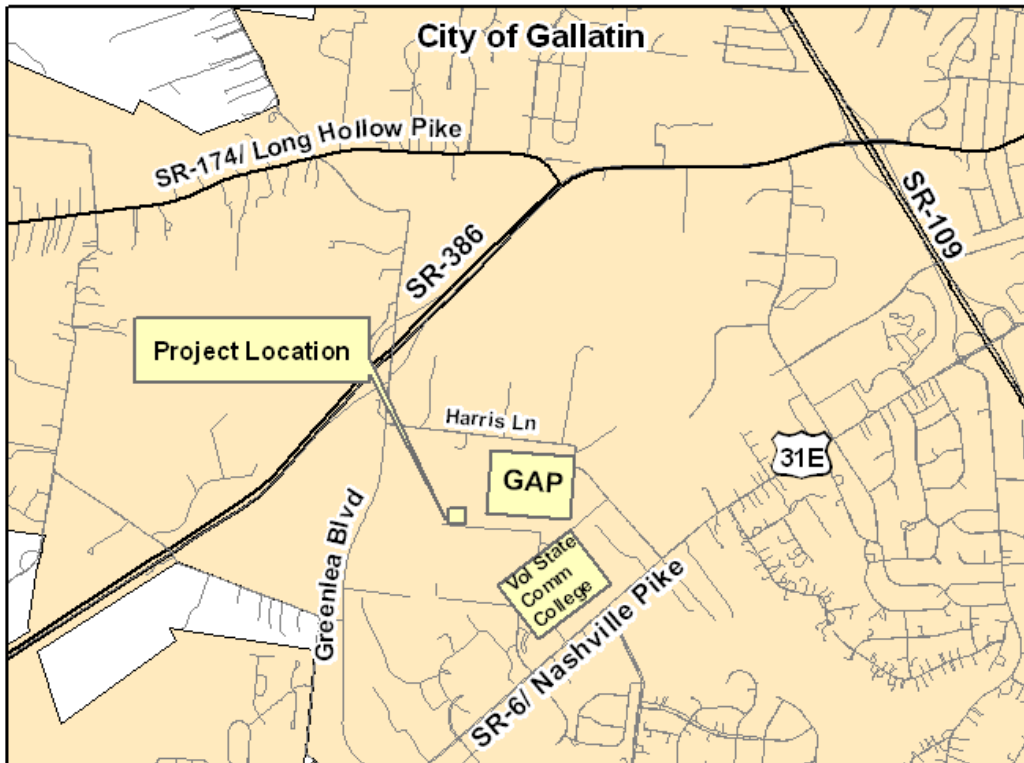 City of Gallatin
SR-174/ Long Hollow Pike
SR-109
SR-386
Project Location
Harris Ln
31E
GAP
Greenlea Blvd
Vol State
Comm
College
SR-6/ Nashville Pike